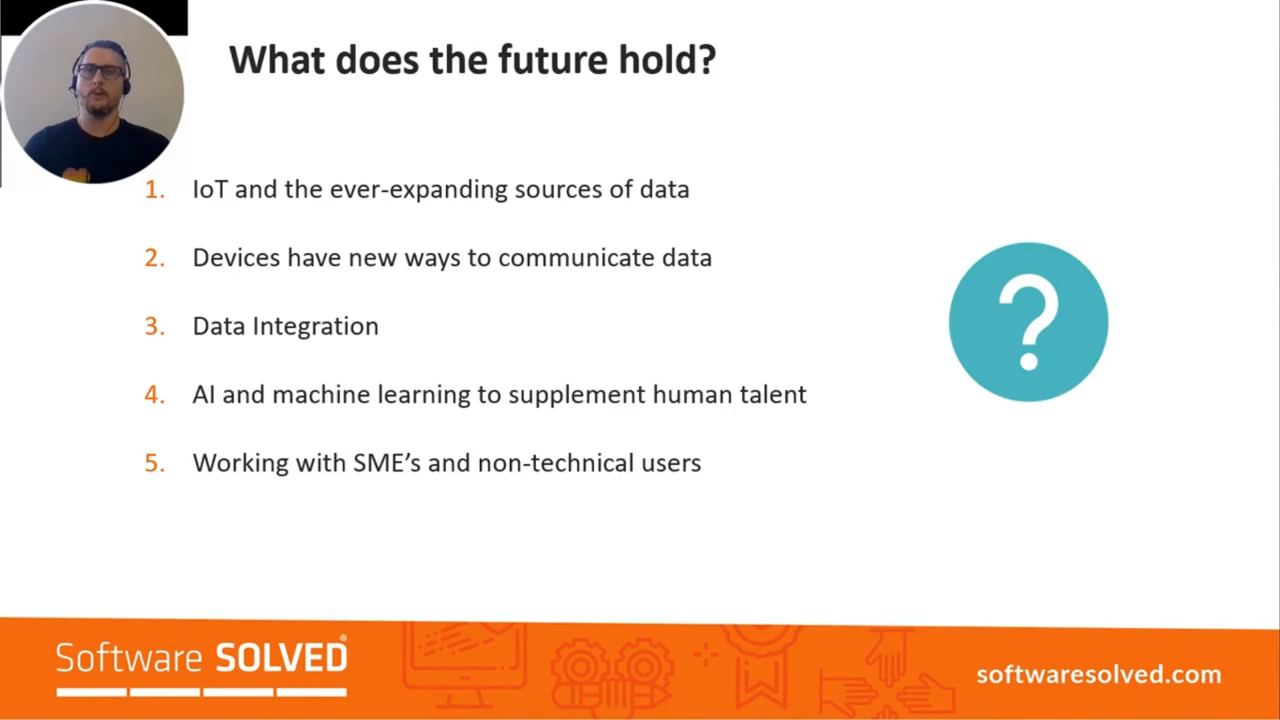 What does the future hold?
1. IoT and the ever-expanding sources of data
2. Devices have new ways to communicate data
3. Data Integration
4. AI and machine learning to supplement human talent
5. Working with SME’s and non-technical users
?
Software SOLVED®
softwaresolved.com